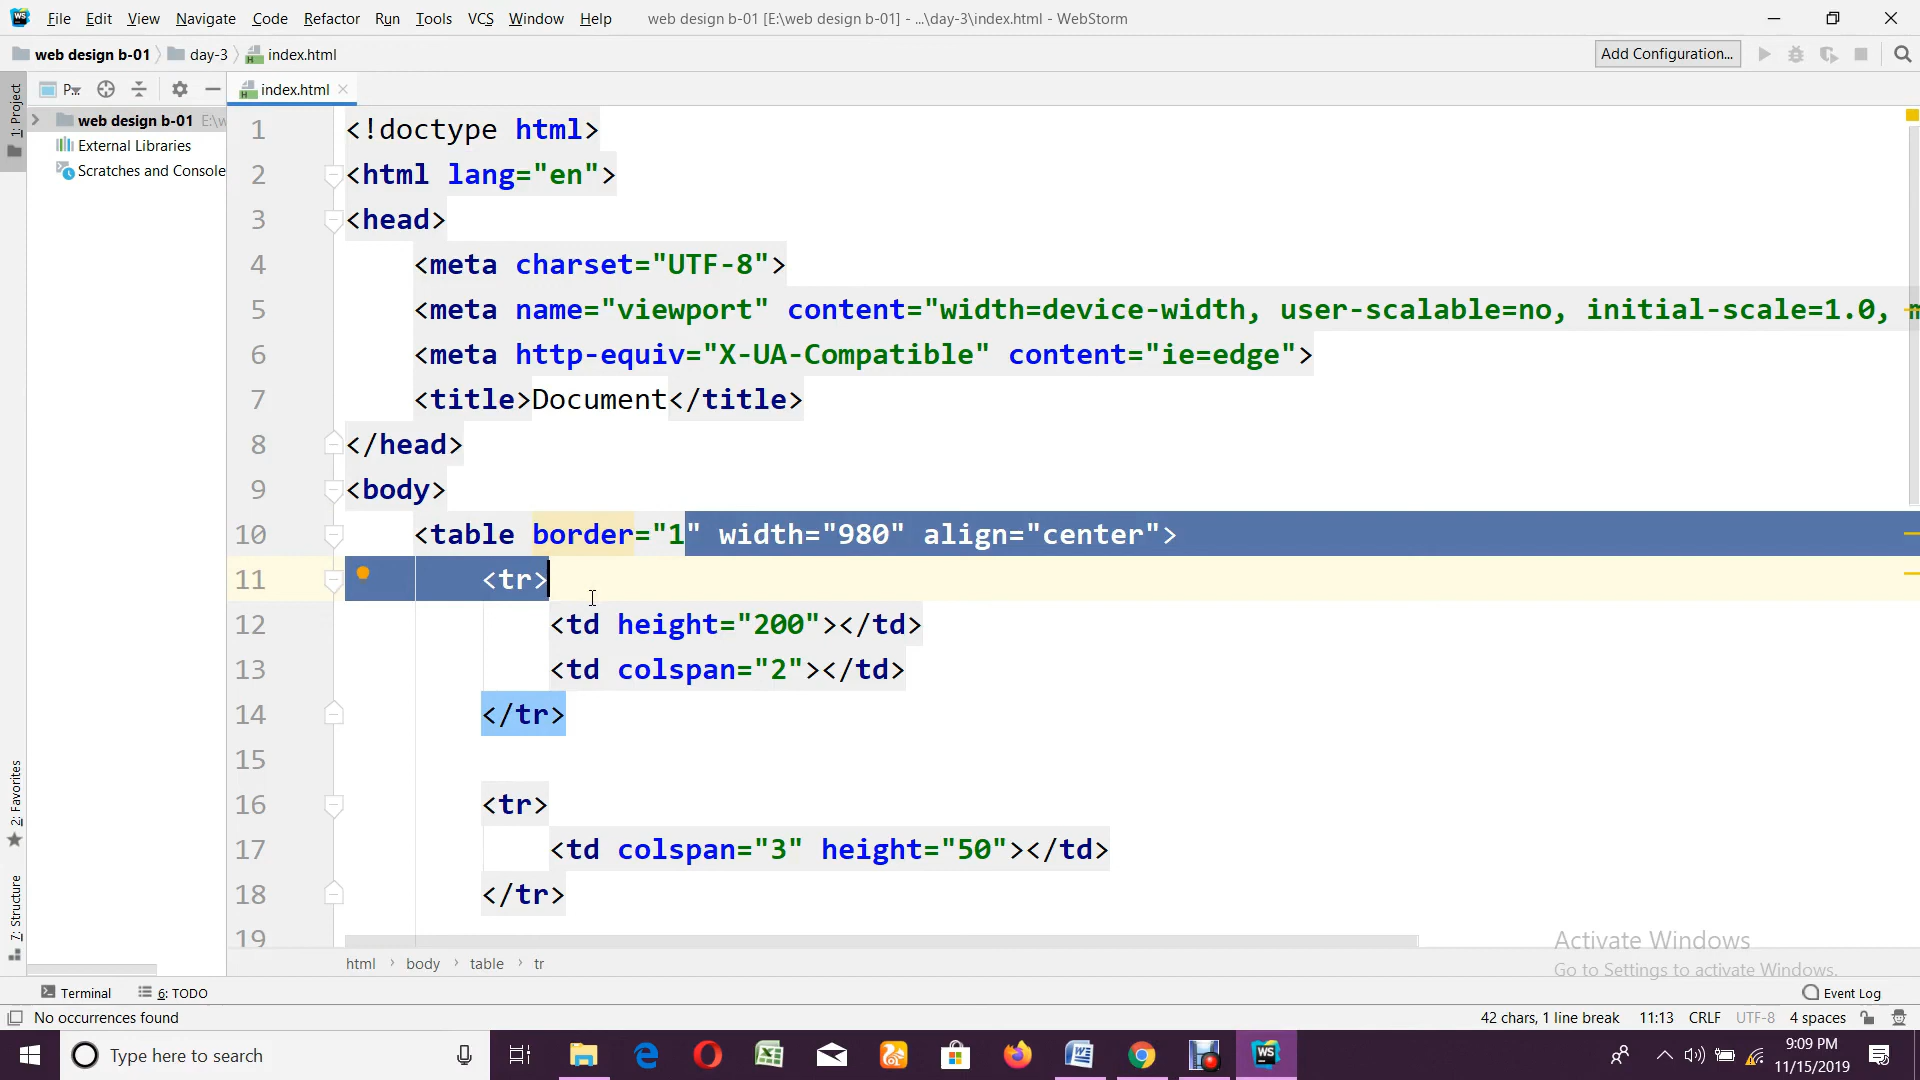 File Edit View Navigate Code Refactor Run Tools VCS Window Help web design b-01 [E:\web design b-01] - ...\day-3\index.html - WebStorm
web design b-01 day-3 index.html Add Configuration...
1: Project
P... index.html
web design b-01 E:\w
External Libraries
Scratches and Console
1 <!doctype html>
2 <html lang="en">
3 <head>
4 <meta charset="UTF-8">
5 <meta name="viewport" content="width=device-width, user-scalable=no, initial-scale=1.0, m
6 <meta http-equiv="X-UA-Compatible" content="ie=edge">
7 <title>Document</title>
8 </head>
9 <body>
10 <table border="1" width="980" align="center">
11 <tr>
12 <td height="200"></td>
13 <td colspan="2"></td>
14 </tr>
15
16 <tr>
17 <td colspan="3" height="50"></td>
18 </tr>
19
2: Favorites
7: Structure
Activate Windows
Go to Settings to activate Windows.
html body table tr
Terminal 6: TODO Event Log
No occurrences found 42 chars, 1 line break 11:13 CRLF UTF-8 4 spaces
Type here to search
WS
9:09 PM
11/15/2019